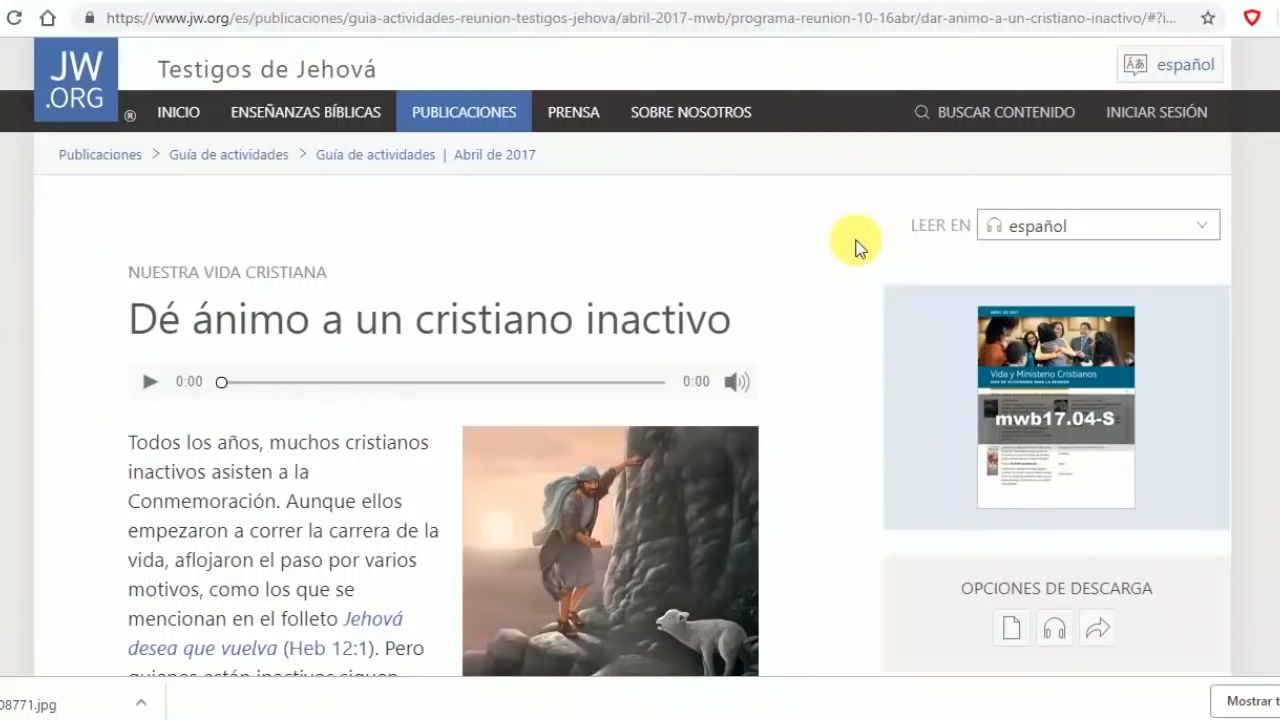 https://www.jw.org/es/publicaciones/guia-actividades-reunion-testigos-jehova/abril-2017-mwb/programa-reunion-10-16abr/dar-animo-a-un-cristiano-inactivo/#?i...
JW
.ORG
®
Testigos de Jehová
español
INICIO
ENSEÑANZAS BÍBLICAS
PUBLICACIONES
PRENSA
SOBRE NOSOTROS
BUSCAR CONTENIDO
INICIAR SESIÓN
Publicaciones > Guía de actividades > Guía de actividades | Abril de 2017
LEER EN
español
NUESTRA VIDA CRISTIANA
Dé ánimo a un cristiano inactivo
0:00
0:00
Todos los años, muchos cristianos
inactivos asisten a la
Conmemoración. Aunque ellos
empezaron a correr la carrera de la
vida, aflojaron el paso por varios
motivos, como los que se
mencionan en el folleto Jehová
desea que vuelva (Heb 12:1). Pero
quienes están inactivos siguen
Vida y Ministerio Cristianos
mwb17.04-S
OPCIONES DE DESCARGA
08771.jpg
Mostrar t